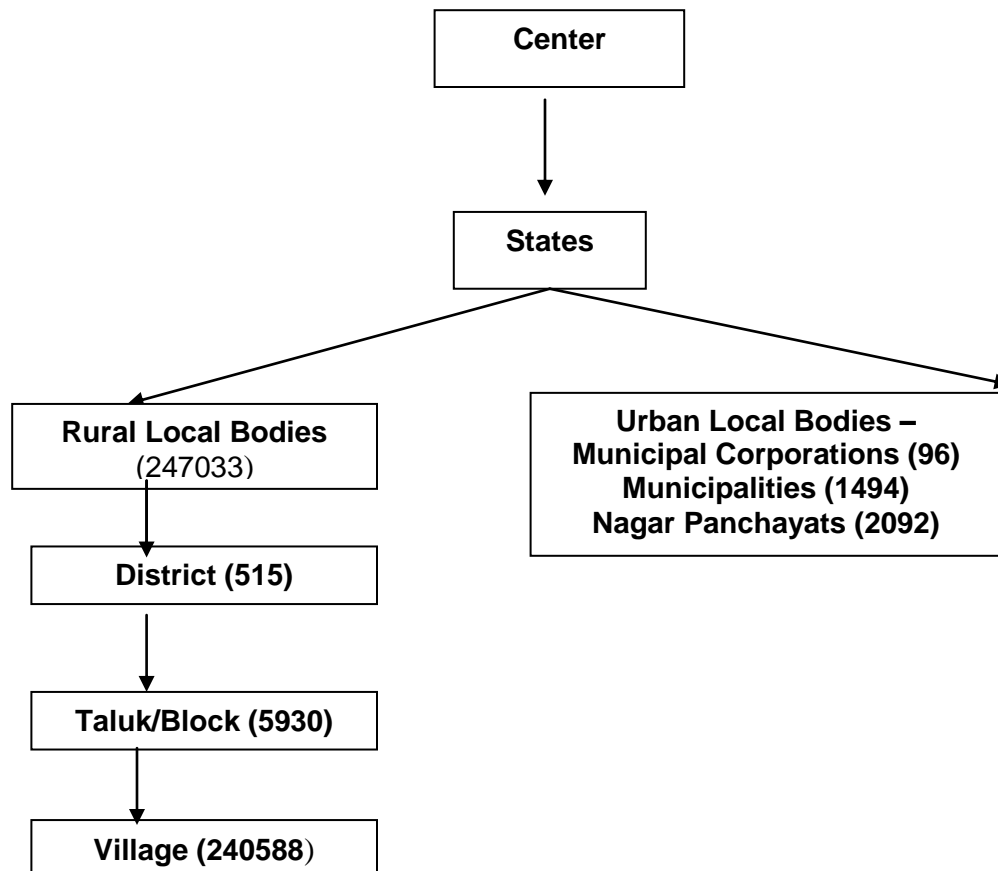 Center
States
Rural Local Bodies
(247033)
Urban Local Bodies –
Municipal Corporations (96)
Municipalities (1494)
Nagar Panchayats (2092)
District (515)
Taluk/Block (5930)
Village (240588)